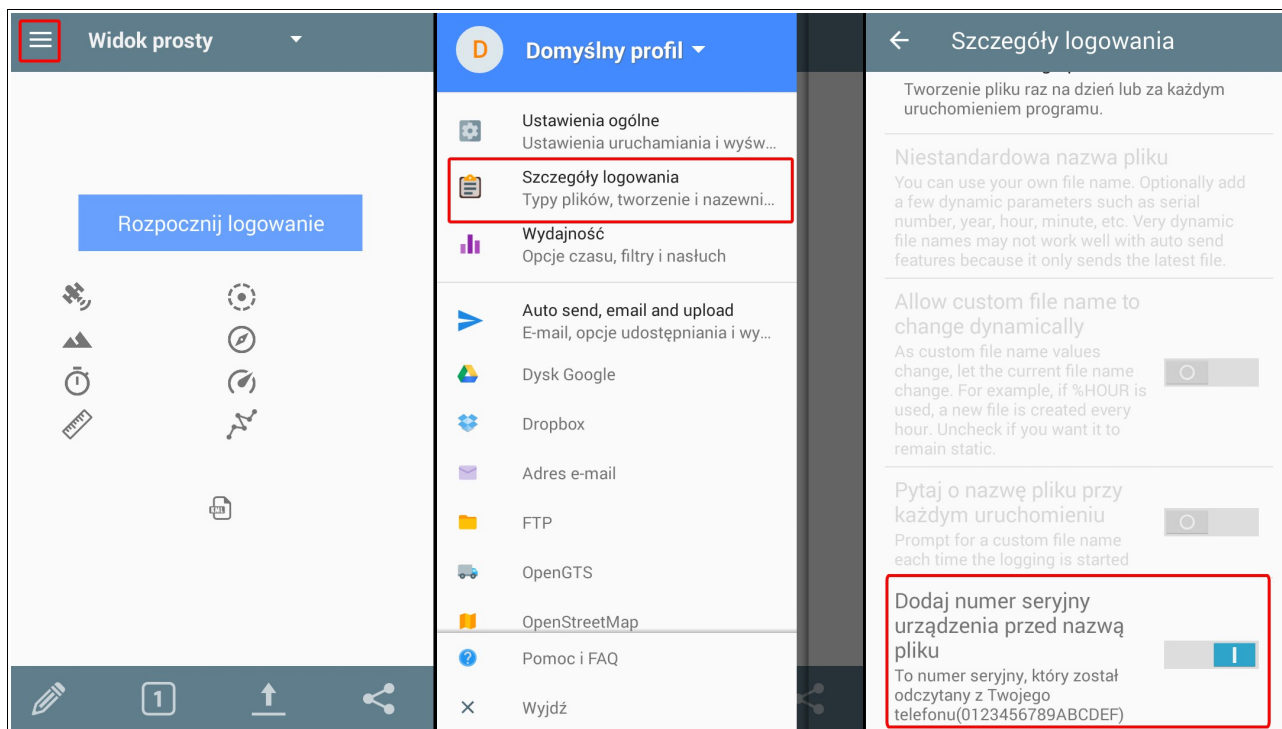 Widok prosty
Rozpocznij logowanie
XML
1
D
Domyślny profil
Ustawienia ogólne
Ustawienia uruchamiania i wyśw...
Szczegóły logowania
Typy plików, tworzenie i nazewni...
Wydajność
Opcje czasu, filtry i nasłuch
Auto send, email and upload
E-mail, opcje udostępniania i wy...
Dysk Google
Dropbox
Adres e-mail
FTP
OpenGTS
OpenStreetMap
Pomoc i FAQ
Wyjdź
Szczegóły logowania
Tworzenie pliku raz na dzień lub za każdym
uruchomieniem programu.
Niestandardowa nazwa pliku
You can use your own file name. Optionally add
a few dynamic parameters such as serial
number, year, hour, minute, etc. Very dynamic
file names may not work well with auto send
features because it only sends the latest file.
Allow custom file name to
change dynamically
As custom file name values
change, let the current file name
change. For example, if %HOUR is
used, a new file is created every
hour. Uncheck if you want it to
remain static.
Pytaj o nazwę pliku przy
każdym uruchomieniu
Prompt for a custom file name
each time the logging is started
Dodaj numer seryjny
urządzenia przed nazwą
pliku
To numer seryjny, który został
odczytany z Twojego
telefonu(0123456789ABCDEF)